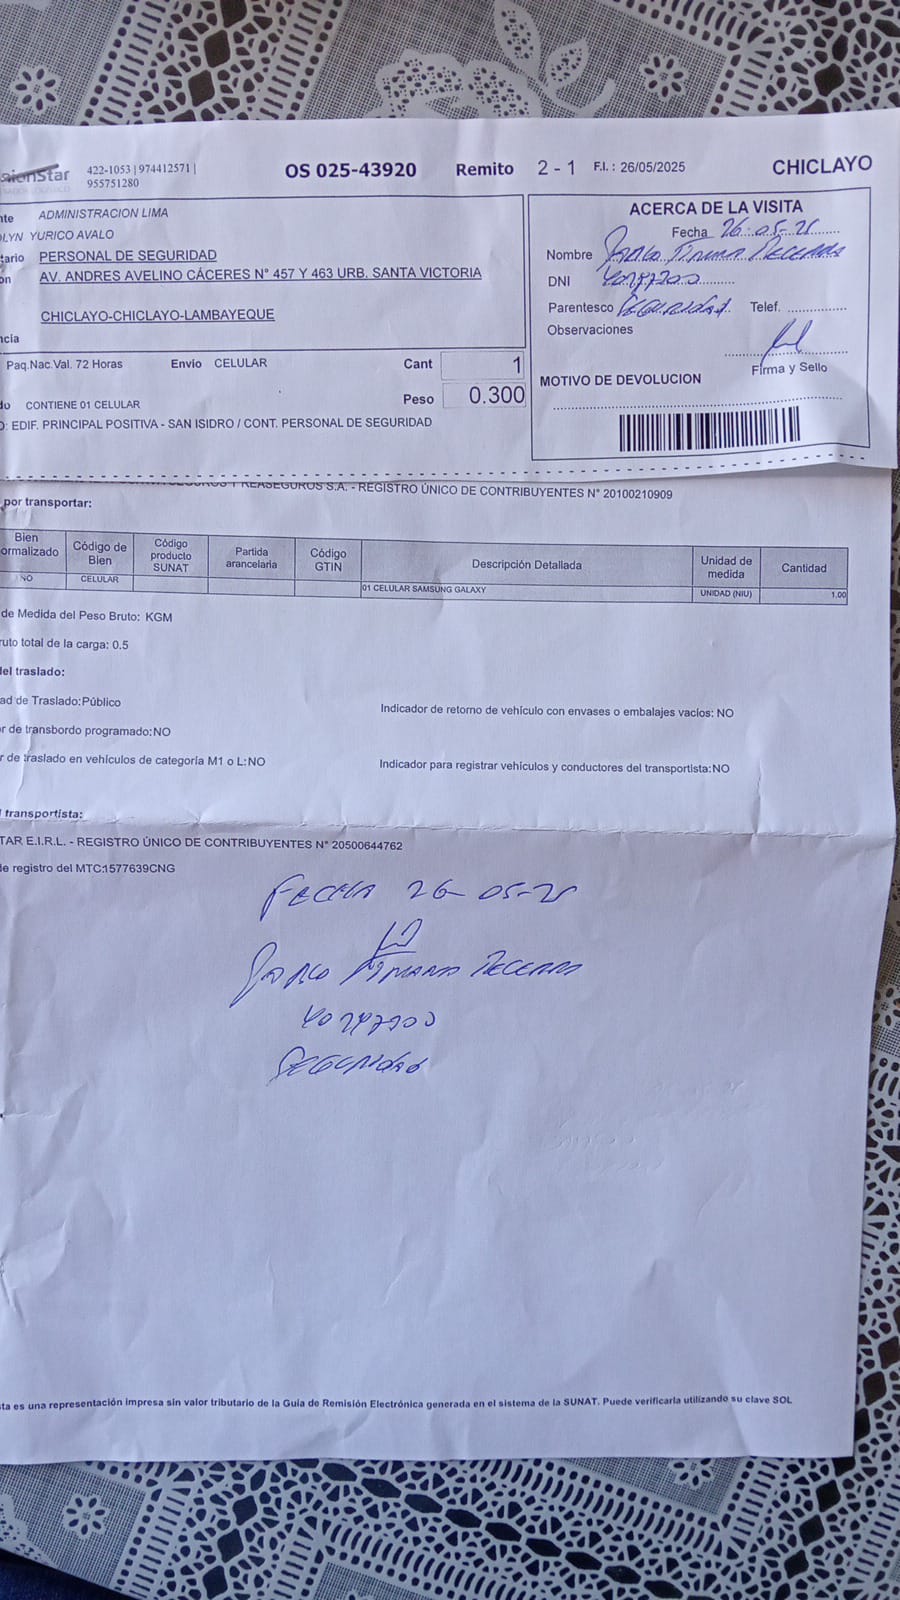 422-1053 | 974412571 |
955751280
OS 025-43920 Remito 2 - 1 F.I.: 26/05/2025 CHICLAYO
nte ADMINISTRACION LIMA
LYN YURICO AVALO
tario PERSONAL DE SEGURIDAD
on AV. ANDRES AVELINO CÁCERES N° 457 Y 463 URB. SANTA VICTORIA
CHICLAYO-CHICLAYO-LAMBAYEQUE
ncia
Paq.Nac.Val. 72 Horas Envio CELULAR Cant 1
do CONTIENE 01 CELULAR Peso 0.300
O: EDIF. PRINCIPAL POSITIVA - SAN ISIDRO / CONT. PERSONAL DE SEGURIDAD
ACERCA DE LA VISITA
Fecha 26-05-25
Nombre
DNI
Parentesco SEGURIDAD Telef.
Observaciones
Firma y Sello
MOTIVO DE DEVOLUCION
REASEGUROS S.A. - REGISTRO ÚNICO DE CONTRIBUYENTES N° 20100210909
por transportar:
Bien ormalizado Código de Bien Código producto SUNAT Partida arancelaria Código GTIN Descripción Detallada Unidad de medida Cantidad
NO CELULAR 01 CELULAR SAMSUNG GALAXY UNIDAD (NIU) 1.00
de Medida del Peso Bruto: KGM
ruto total de la carga: 0.5
del traslado:
ad de Traslado:Público Indicador de retorno de vehículo con envases o embalajes vacíos: NO
r de transbordo programado:NO
r de traslado en vehículos de categoría M1 o L:NO Indicador para registrar vehículos y conductores del transportista:NO
l transportista:
TAR E.I.R.L. - REGISTRO ÚNICO DE CONTRIBUYENTES N° 20500644762
de registro del MTC:1577639CNG
FECHA 26-05-25
SEGURIDAD
sta es una representación impresa sin valor tributario de la Guía de Remisión Electrónica generada en el sistema de la SUNAT. Puede verificarla utilizando su clave SOL